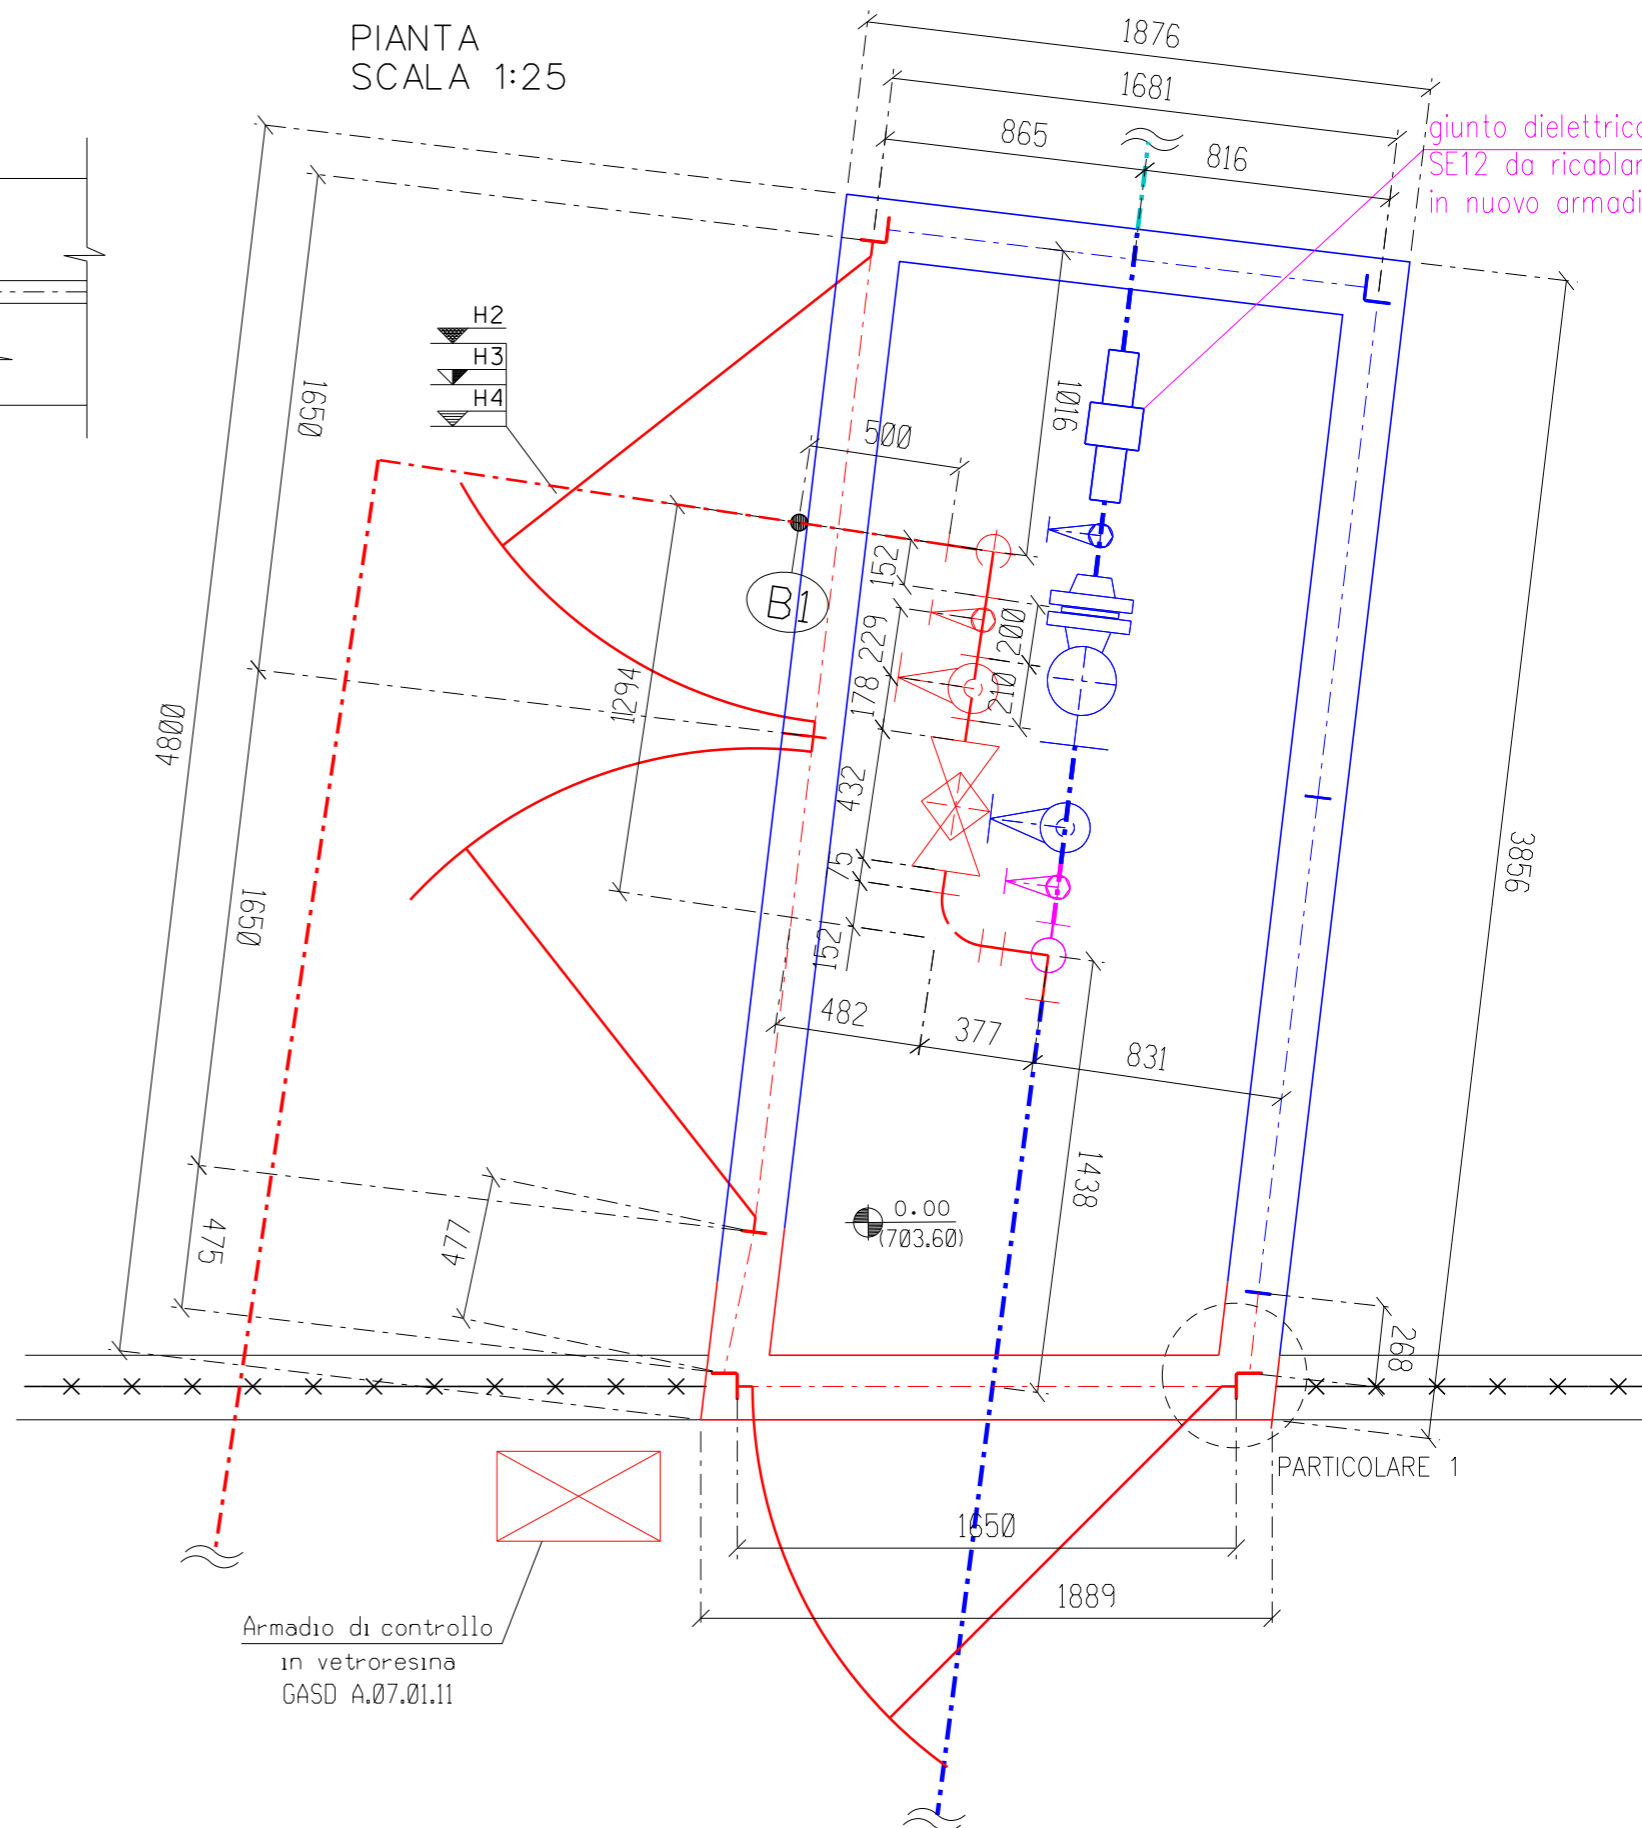 PIANTA
SCALA 1:25
1876
1681
865
816
giunto dielettrico
SE12 da ricablar
in nuovo armadi
H2
H3
H4
1650
500
1016
152
B1
229
200
178
210
1294
4800
432
75
3856
1650
152
482
377
831
1438
0.00
(703.60)
475
477
268
PARTICOLARE 1
1650
1889
Armadio di controllo
in vetroresina
GASD A.07.01.11